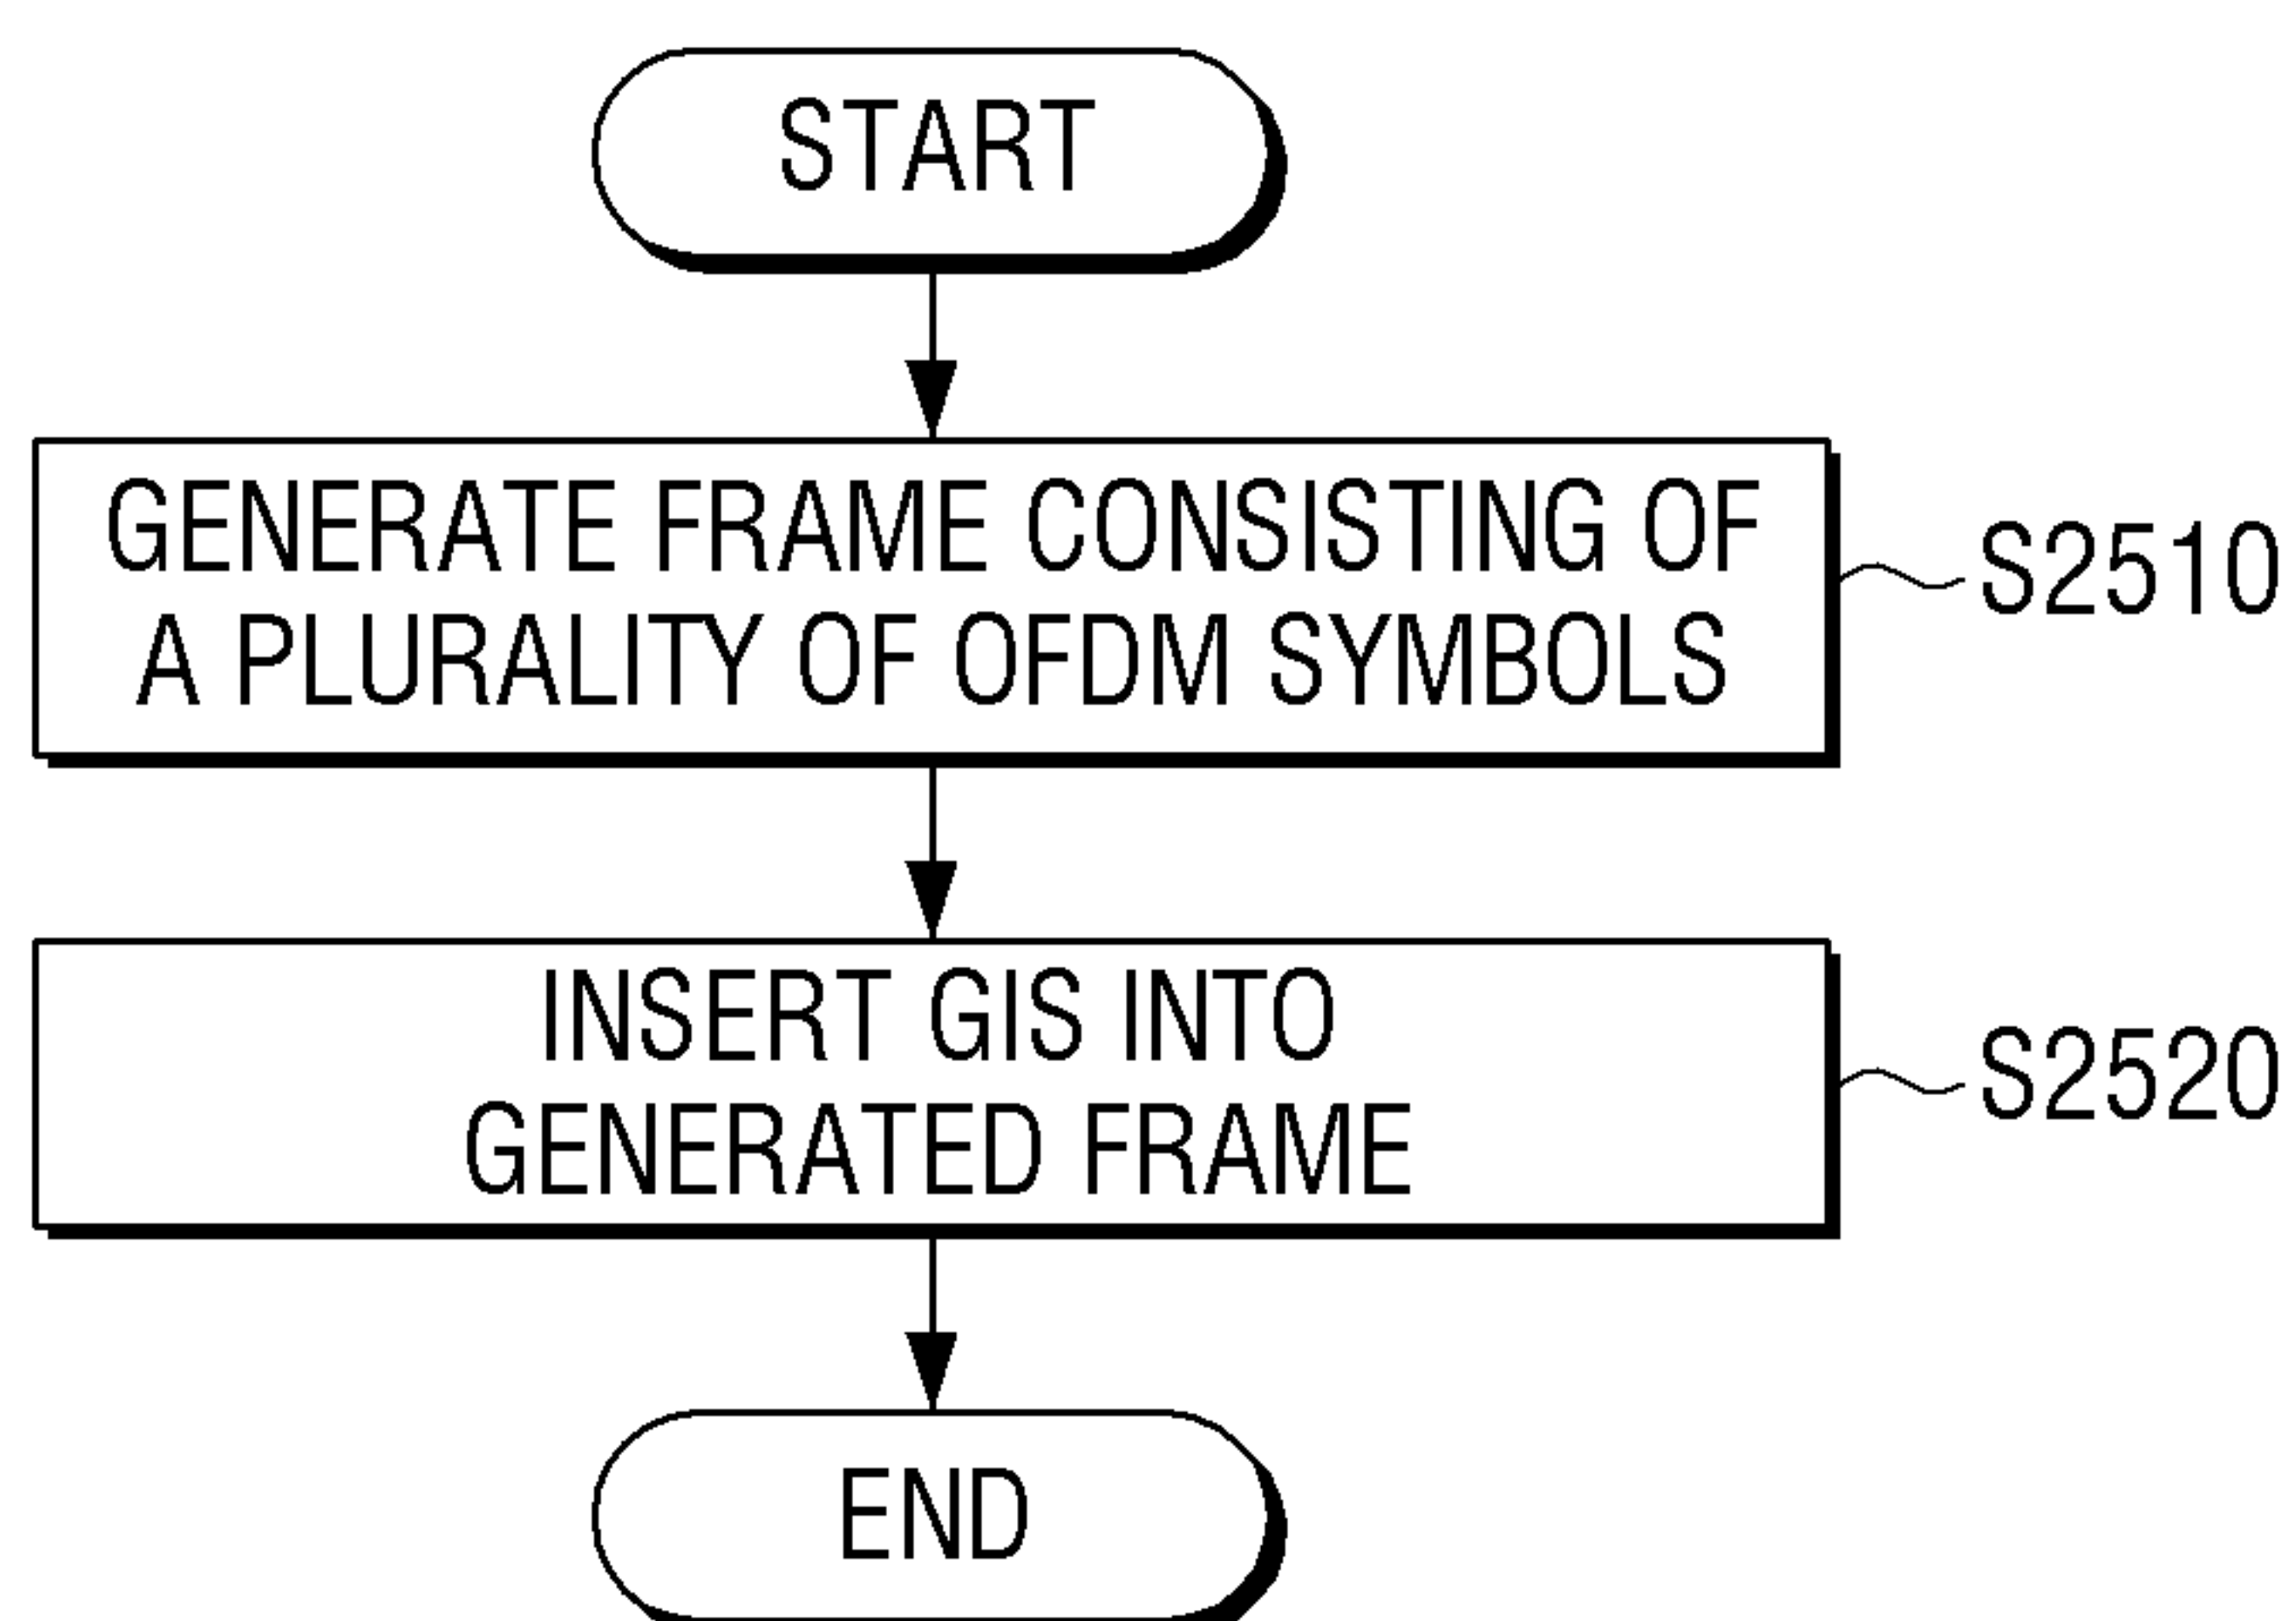 START
GENERATE FRAME CONSISTING OF
A PLURALITY OF OFDM SYMBOLS
S2510
INSERT GIS INTO
GENERATED FRAME
S2520
END